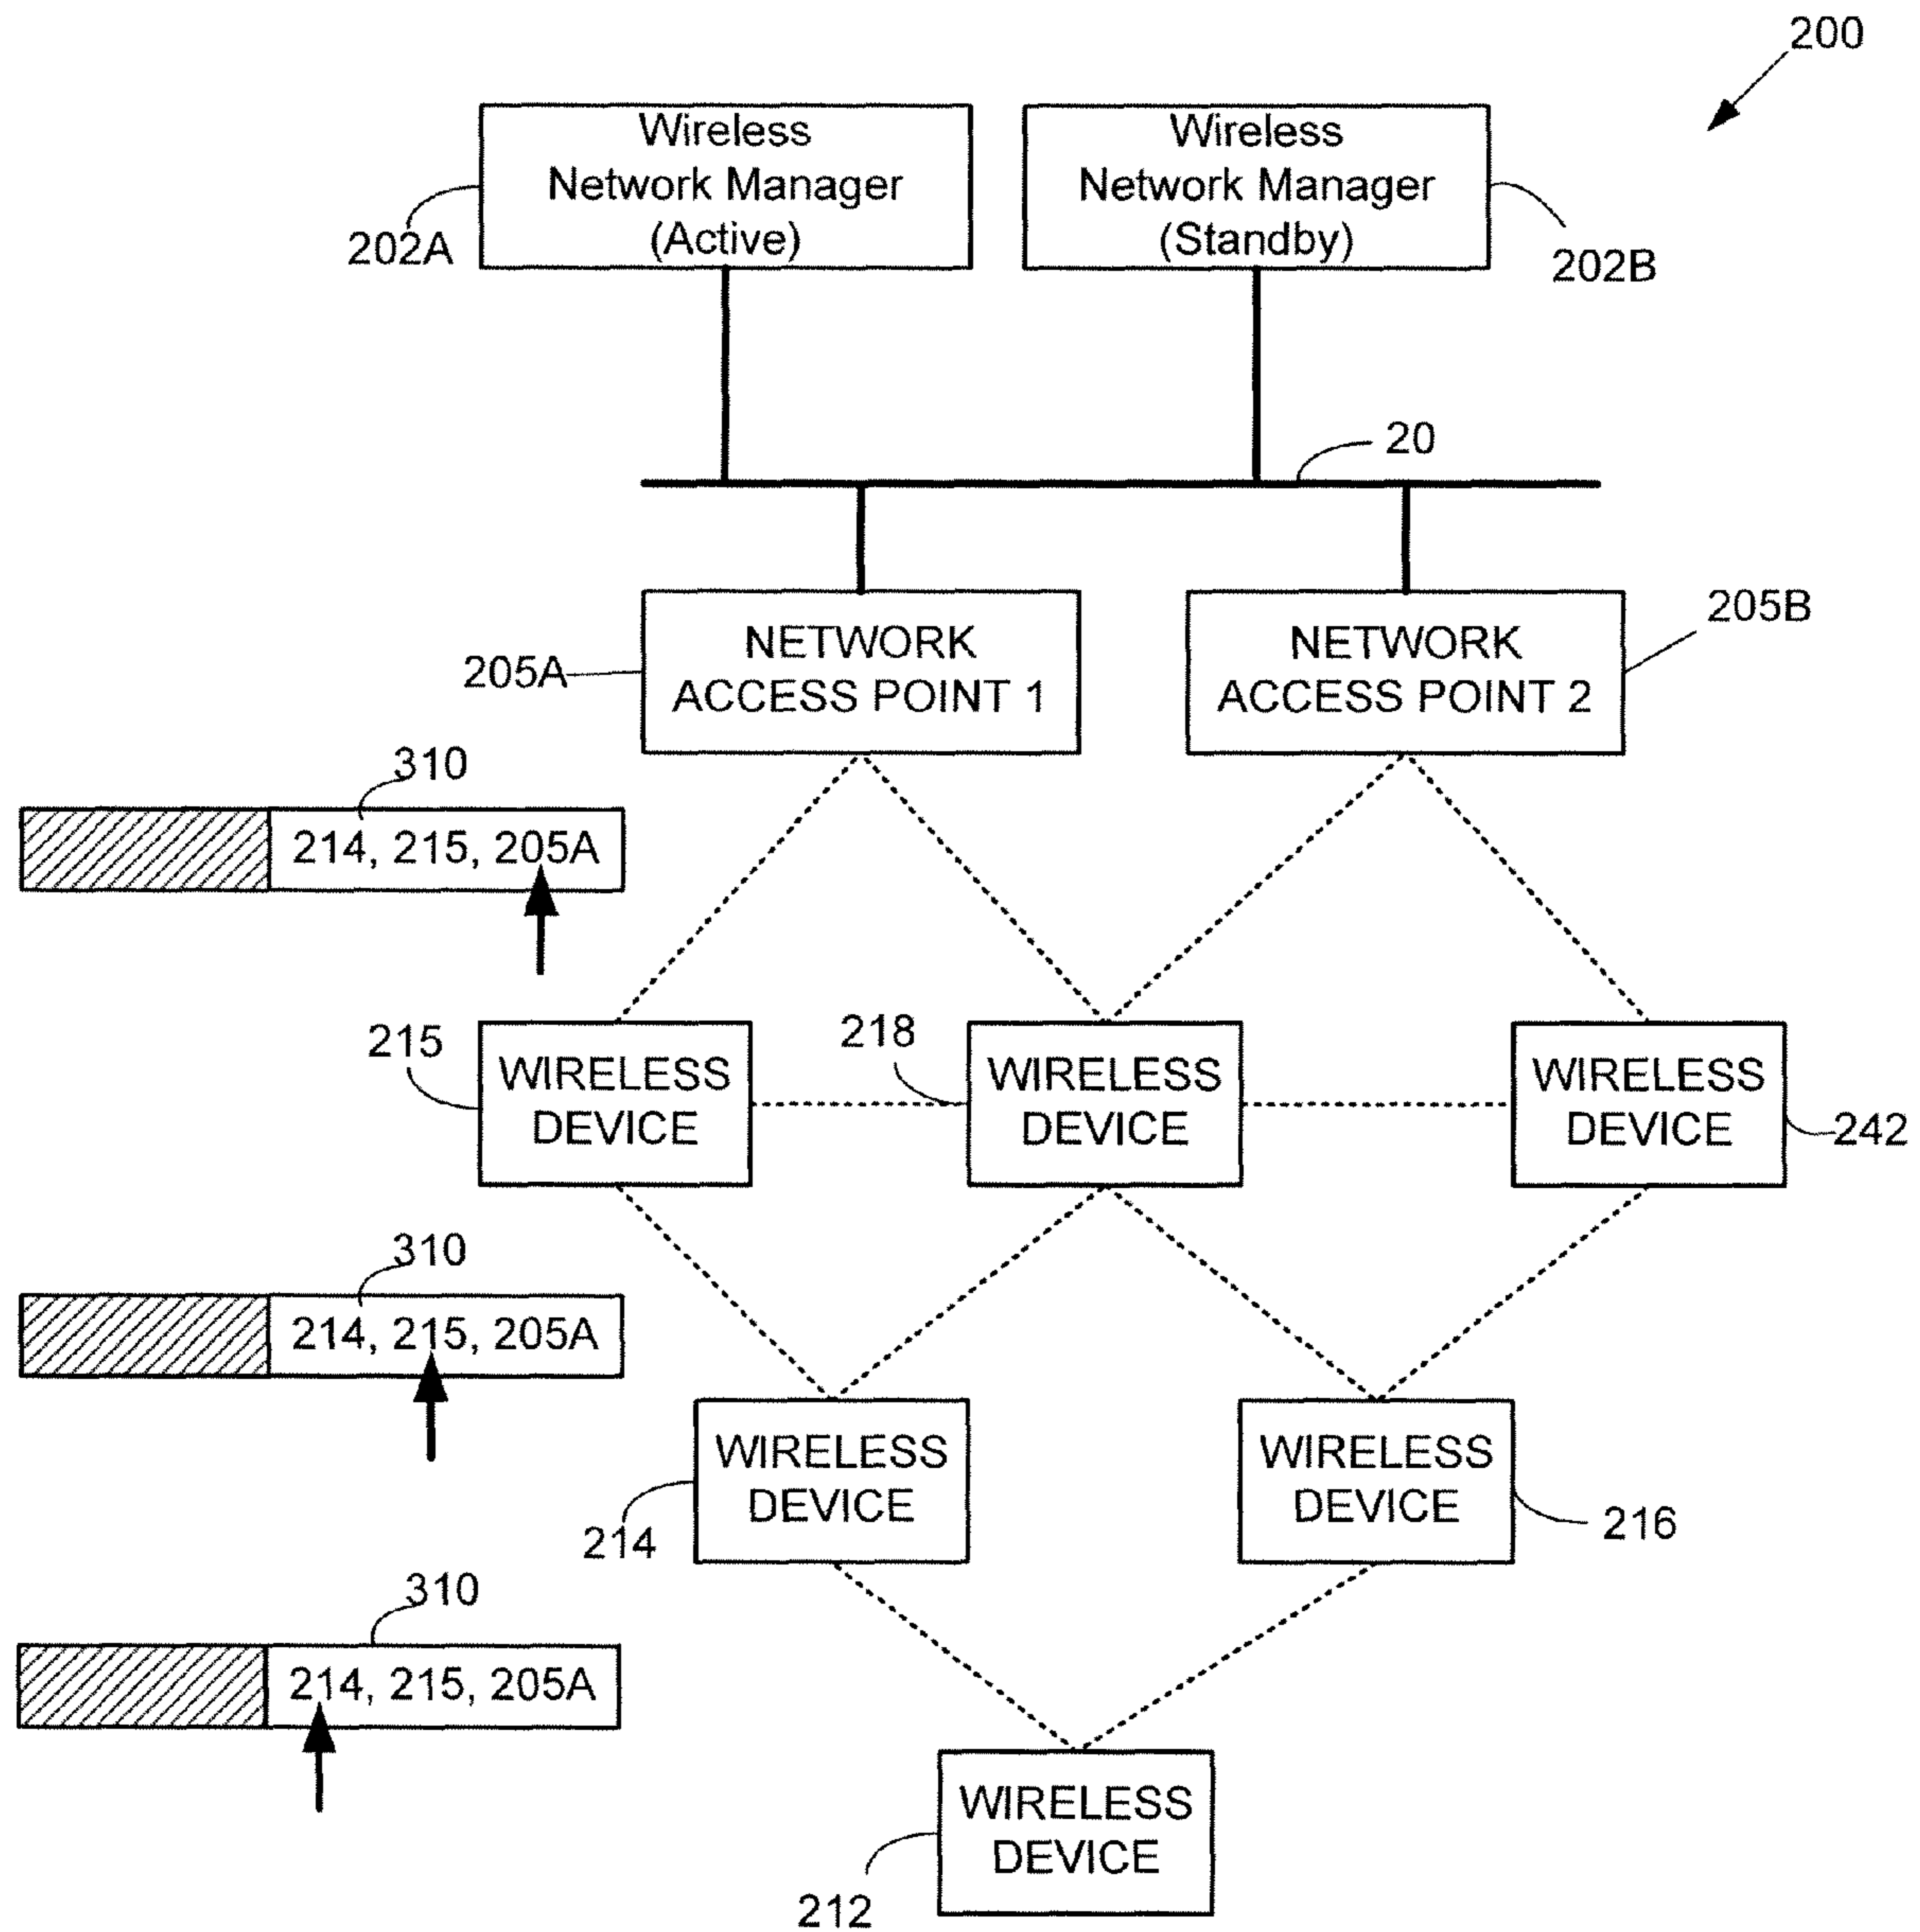 200
Wireless
Network Manager
(Active)
Wireless
Network Manager
(Standby)
202A
202B
20
NETWORK
ACCESS POINT 1
NETWORK
ACCESS POINT 2
205A
205B
310
214, 215, 205A
215
WIRELESS
DEVICE
218
WIRELESS
DEVICE
WIRELESS
DEVICE
242
310
214, 215, 205A
WIRELESS
DEVICE
214
WIRELESS
DEVICE
216
310
214, 215, 205A
WIRELESS
DEVICE
212